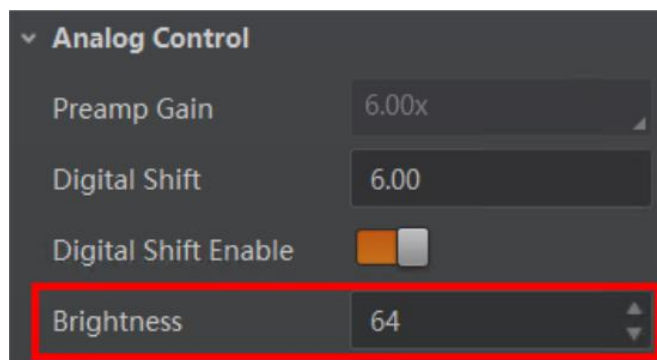 Analog Control
Preamp Gain 6.00x
Digital Shift 6.00
Digital Shift Enable
Brightness 64